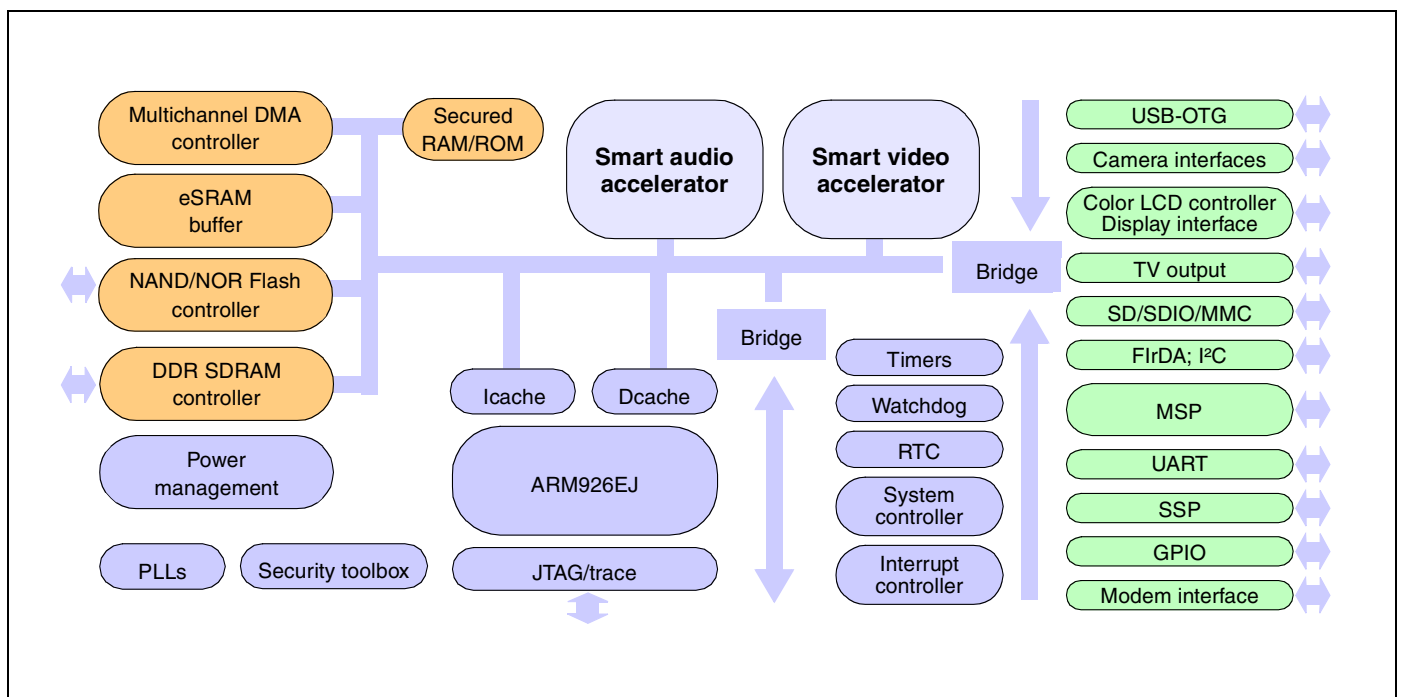 Multichannel DMA
controller
Secured
RAM/ROM
eSRAM
buffer
NAND/NOR Flash
controller
DDR SDRAM
controller
Power
management
PLLs
Security toolbox
Smart audio
accelerator
Smart video
accelerator
Icache
Dcache
ARM926EJ
JTAG/trace
Bridge
Timers
Watchdog
RTC
System
controller
Interrupt
controller
Bridge
USB-OTG
Camera interfaces
Color LCD controller
Display interface
TV output
SD/SDIO/MMC
FIrDA; I²C
MSP
UART
SSP
GPIO
Modem interface